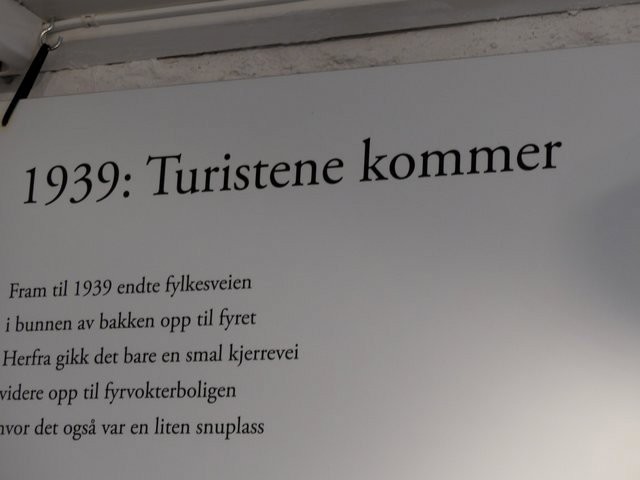 1939: Turistene kommer
Fram til 1939 endte fylkesveien
i bunnen av bakken opp til fyret
Herfra gikk det bare en smal kjerrevei
videre opp til fyrvokterboligen
hvor det også var en liten snuplass